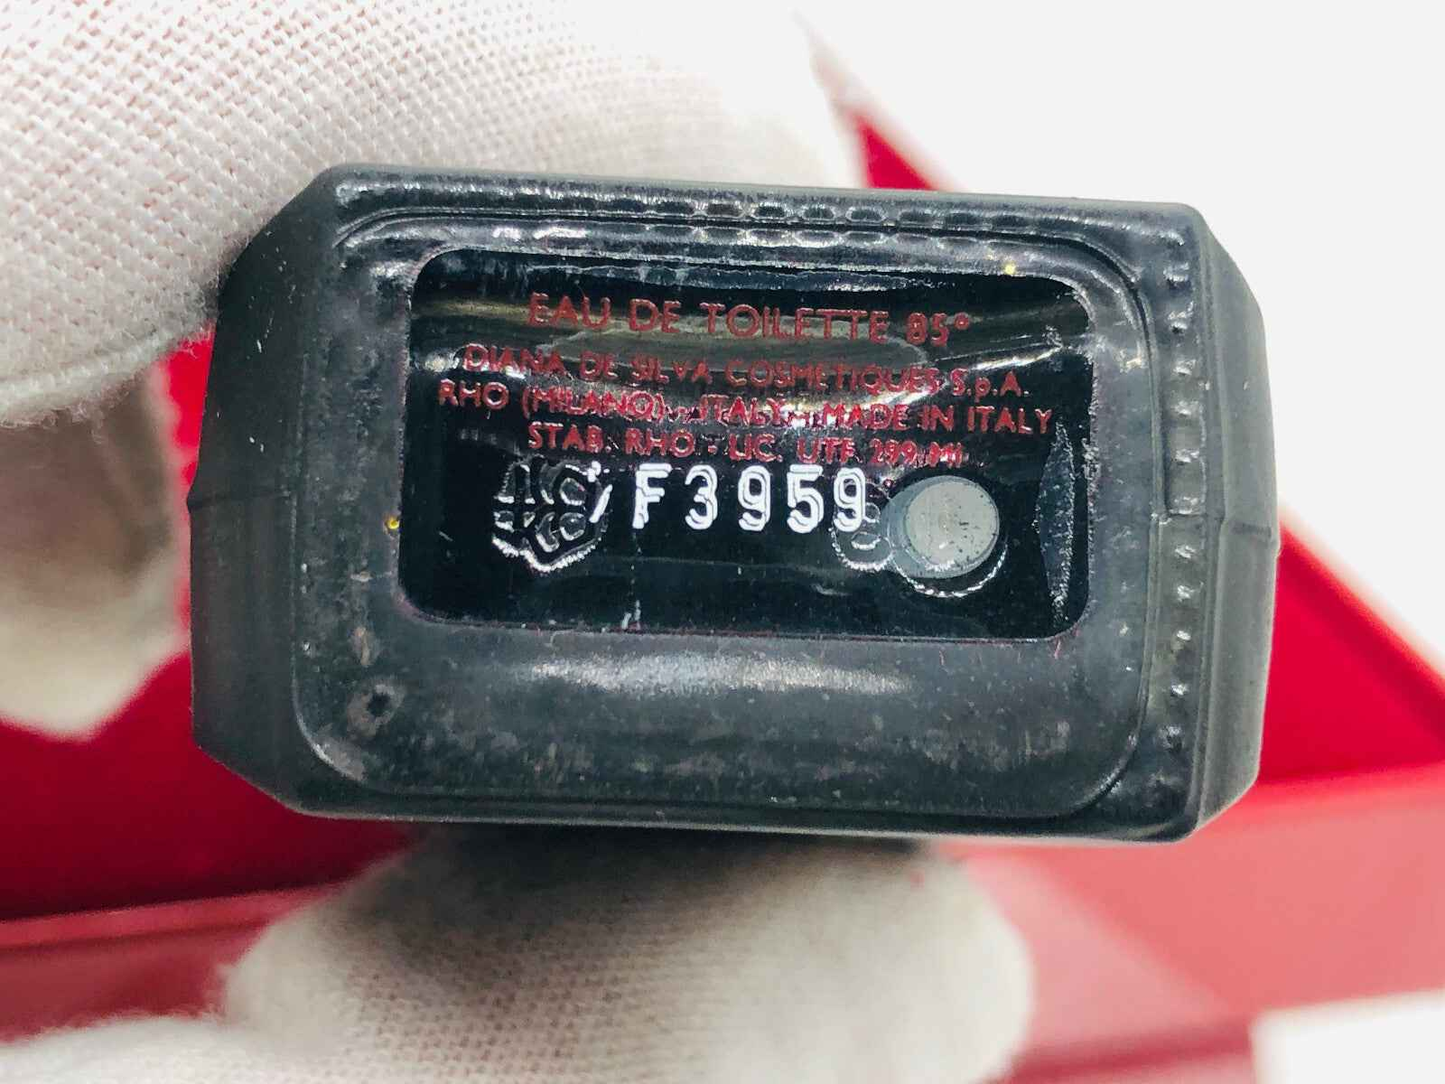 EAU DE TOILETTE 85°
DIANA DE SILVA COSMETIQUES S.p.A.
RHO (MILANO) - ITALY - MADE IN ITALY
STAB. RHO - LIC. UTF 299
F3959